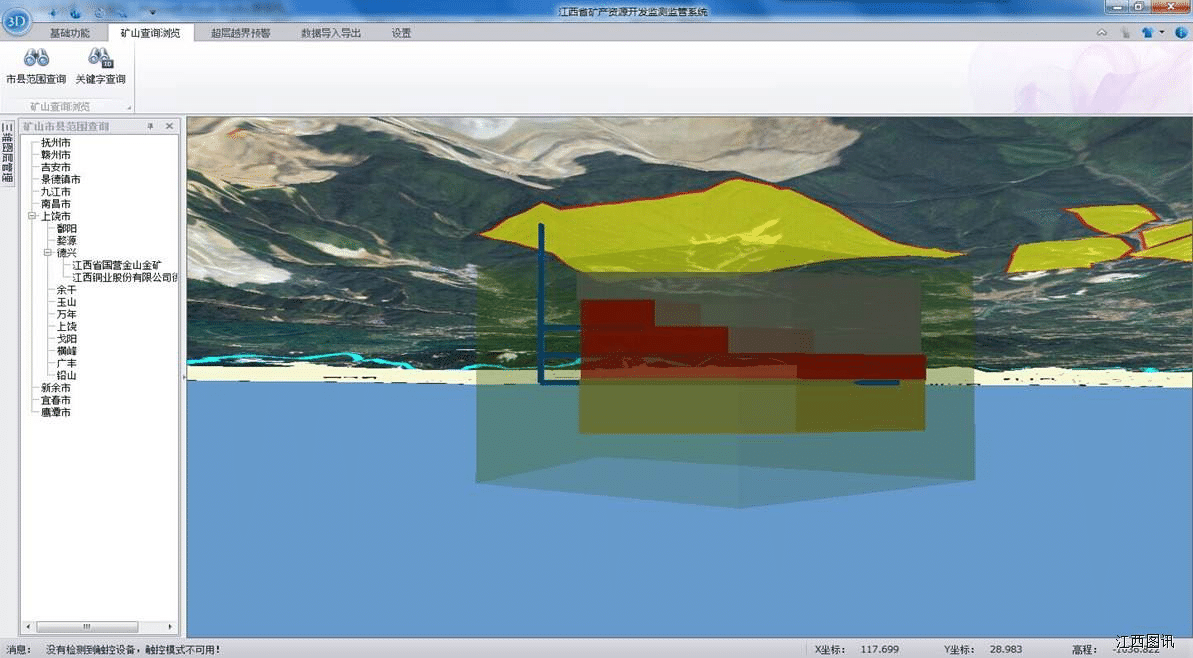 江西省矿产资源开发监测监管系统
3D
基础功能
矿山查询浏览
超层越界预警
数据导入导出
设置
市县范围查询
关键字查询
矿山查询浏览
三维图层管理
矿山市县范围查询
抚州市
赣州市
吉安市
景德镇市
九江市
南昌市
上饶市
鄱阳
婺源
德兴
江西省国营金山金矿
江西铜业股份有限公司德
余干
玉山
万年
上饶
弋阳
横峰
广丰
铅山
新余市
宜春市
鹰潭市
消息: 没有检测到触控设备，触控模式不可用!
X坐标: 117.699
Y坐标: 28.983
高程:
江西图讯